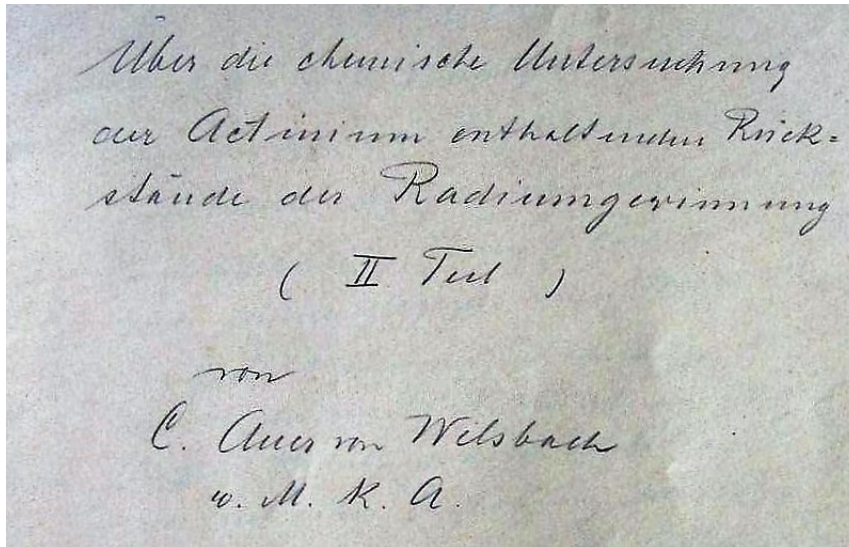 Über die chemische Untersuchung
der Actinium enthaltenden Rück=
stände der Radiumgewinnung
( II Teil )
von
C. Auer von Welsbach
w. M. K. A.